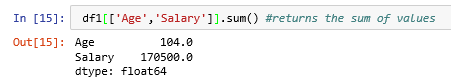 In [15]: df1[['Age','Salary']].sum() #returns the sum of values
Out[15]: Age 104.0
Salary 170500.0
dtype: float64